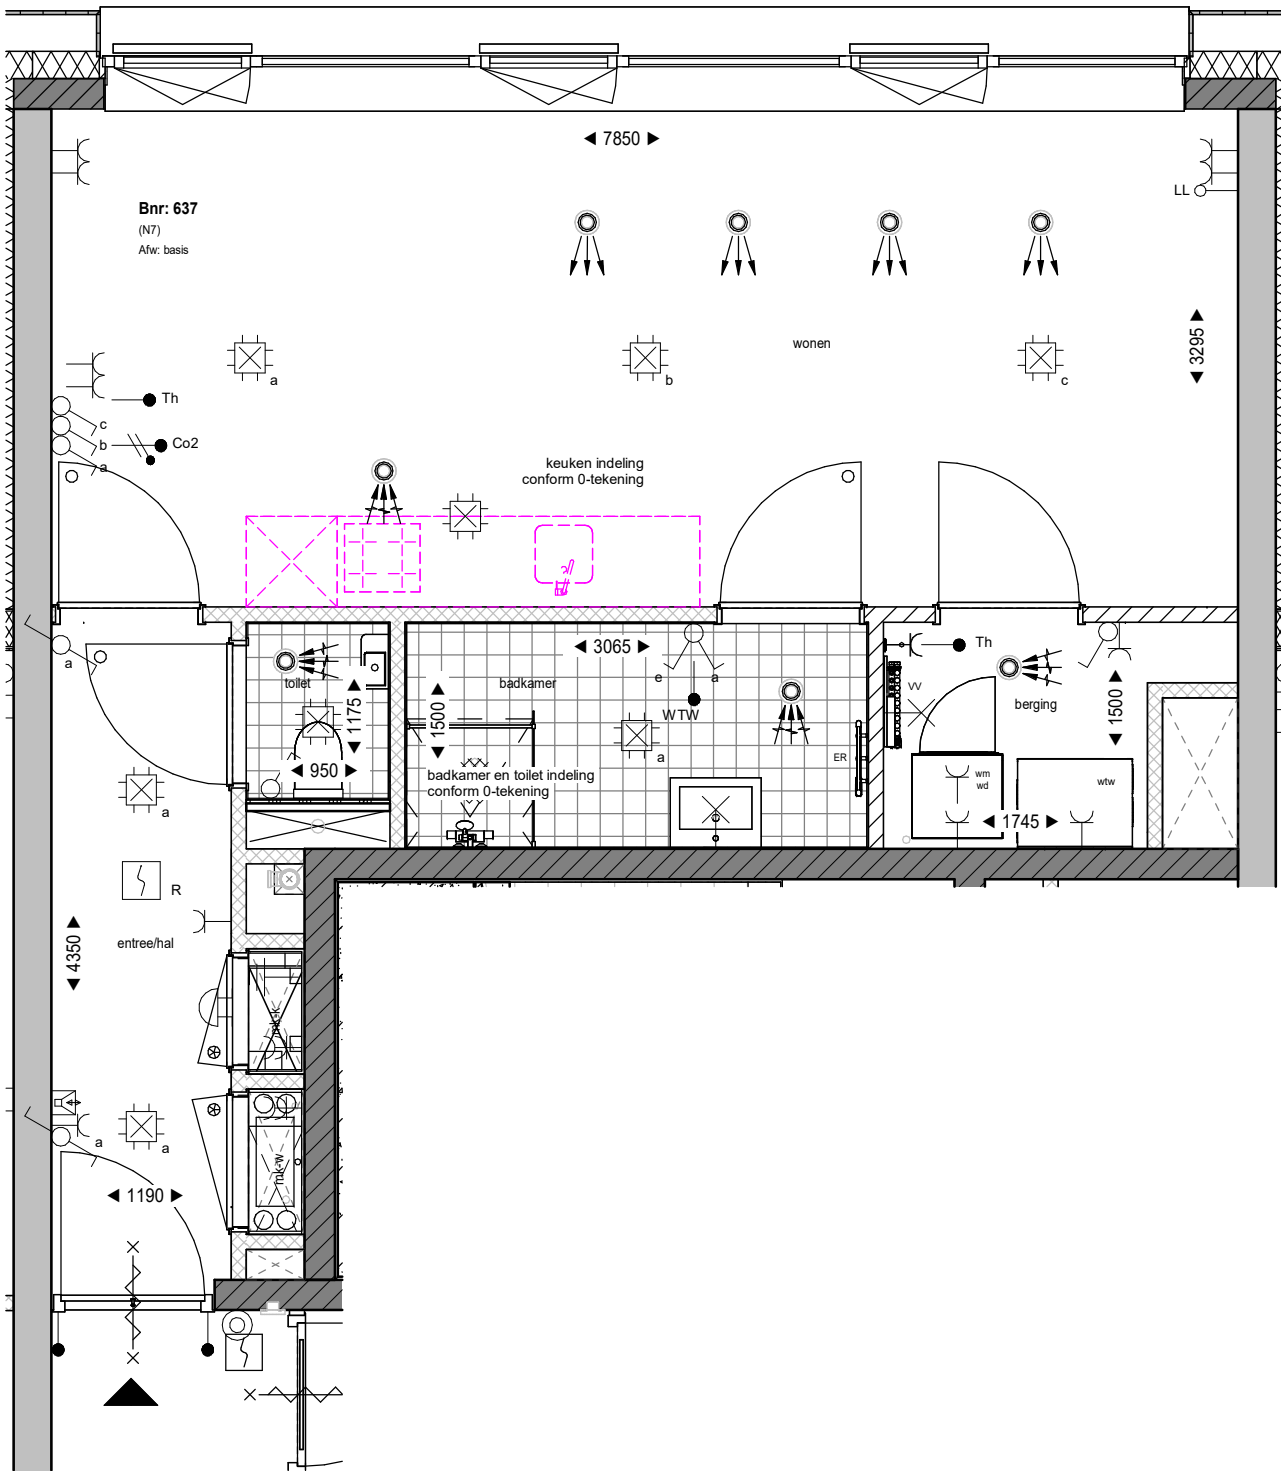 7850
Bnr: 637
(N7)
Afw: basis
LL
wonen
3295
a
b
c
Th
c
b
a
Co2
keuken indeling
conform 0-tekening
a
toilet
1175
950
3065
badkamer
1500
e
a
WTW
a
badkamer en toilet indeling
conform 0-tekening
ER
Th
VV
berging
1500
wm
wd
wtw
1745
a
R
entree/hal
4350
mk-k
a
a
mk-w
1190